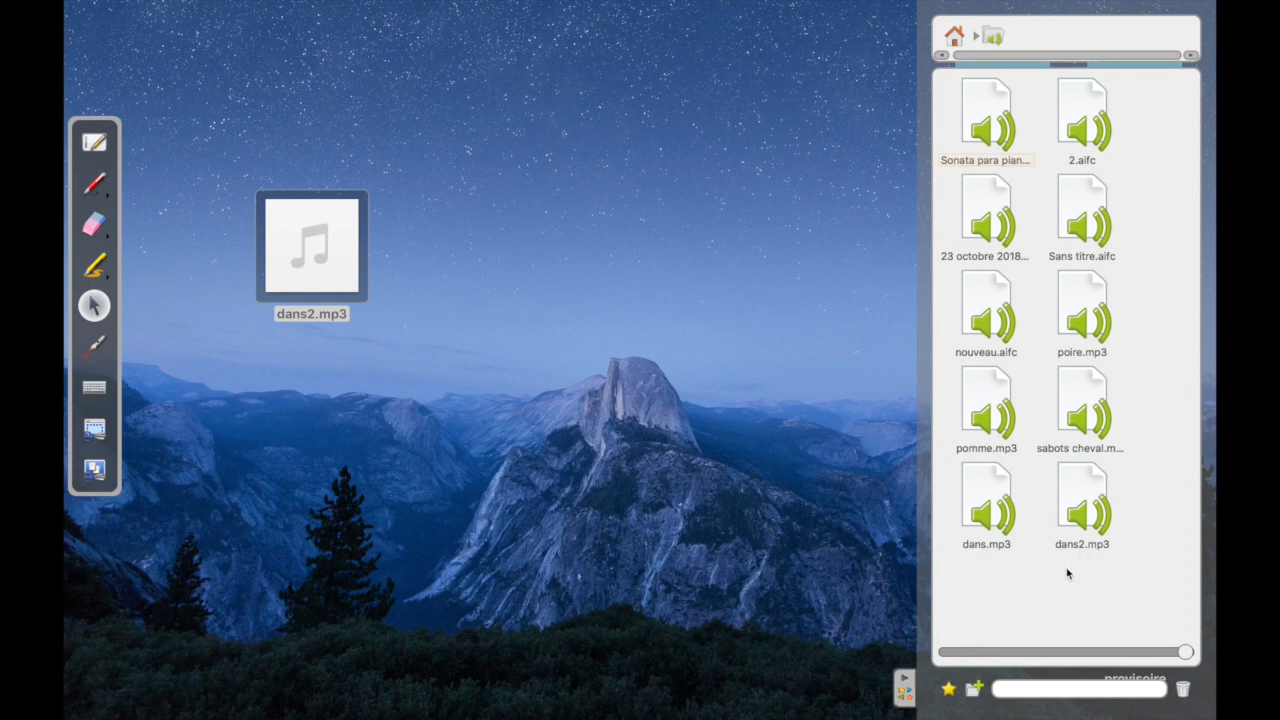 Sonata para pian...
2.aifc
23 octobre 2018...
Sans titre.aifc
nouveau.aifc
poire.mp3
pomme.mp3
sabots cheval.m...
dans.mp3
dans2.mp3
dans2.mp3
provisoire